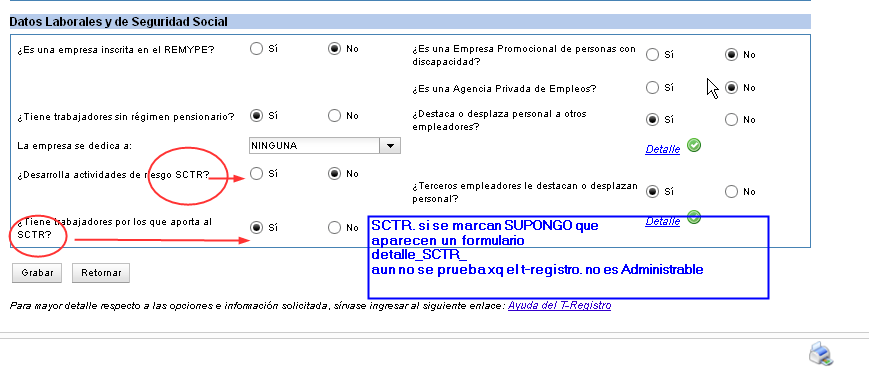 Datos Laborales y de Seguridad Social
¿Es una empresa inscrita en el REMYPE?
Sí
No
¿Es una Empresa Promocional de personas con
discapacidad?
Sí
No
¿Es una Agencia Privada de Empleos?
Sí
No
¿Tiene trabajadores sin régimen pensionario?
Sí
No
¿Destaca o desplaza personal a otros
empleadores?
Sí
No
La empresa se dedica a:
NINGUNA
Detalle
¿Desarrolla actividades de riesgo SCTR?
Sí
No
¿Terceros empleadores le destacan o desplazan
personal?
Sí
No
¿Tiene trabajadores por los que aporta al
SCTR?
Sí
No
Detalle
SCTR. si se marcan SUPONGO que
aparecen un formulario
detalle_SCTR_
aun no se prueba xq el t-registro. no es Administrable
Grabar
Retornar
Para mayor detalle respecto a las opciones e información solicitada, sírvase ingresar al siguiente enlace: Ayuda del T-Registro